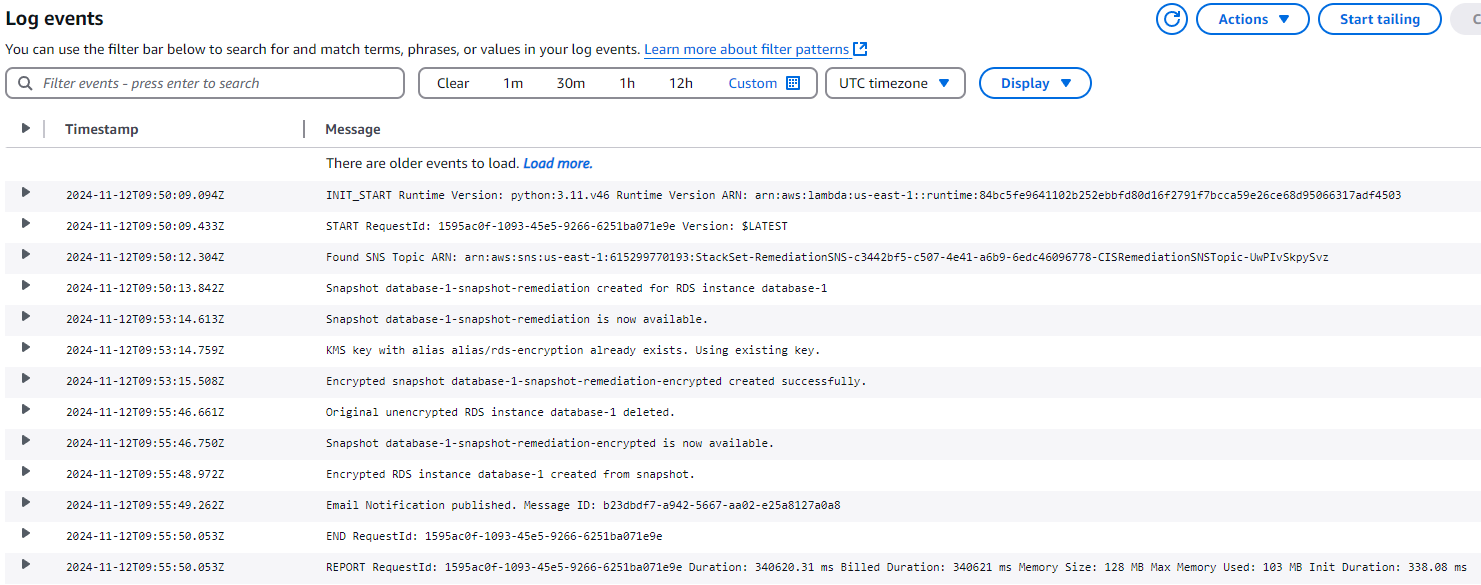 Log events
Actions
Start tailing
You can use the filter bar below to search for and match terms, phrases, or values in your log events. Learn more about filter patterns
Filter events - press enter to search
Clear 1m 30m 1h 12h Custom
UTC timezone
Display
Timestamp Message
There are older events to load. Load more.
2024-11-12T09:50:09.094Z INIT_START Runtime Version: python:3.11.v46 Runtime Version ARN: arn:aws:lambda:us-east-1::runtime:84bc5fe9641102b252ebbfd80d16f2791f7bcca59e26ce68d95066317adf4503
2024-11-12T09:50:09.433Z START RequestId: 1595ac0f-1093-45e5-9266-6251ba071e9e Version: $LATEST
2024-11-12T09:50:12.304Z Found SNS Topic ARN: arn:aws:sns:us-east-1:615299770193:StackSet-RemediationSNS-c3442bf5-c507-4e41-a6b9-6edc46096778-CISRemediationSNSTopic-UwPIvSkpySvz
2024-11-12T09:50:13.842Z Snapshot database-1-snapshot-remediation created for RDS instance database-1
2024-11-12T09:53:14.613Z Snapshot database-1-snapshot-remediation is now available.
2024-11-12T09:53:14.759Z KMS key with alias alias/rds-encryption already exists. Using existing key.
2024-11-12T09:53:15.508Z Encrypted snapshot database-1-snapshot-remediation-encrypted created successfully.
2024-11-12T09:55:46.661Z Original unencrypted RDS instance database-1 deleted.
2024-11-12T09:55:46.750Z Snapshot database-1-snapshot-remediation-encrypted is now available.
2024-11-12T09:55:48.972Z Encrypted RDS instance database-1 created from snapshot.
2024-11-12T09:55:49.262Z Email Notification published. Message ID: b23dbdf7-a942-5667-aa02-e25a8127a0a8
2024-11-12T09:55:50.053Z END RequestId: 1595ac0f-1093-45e5-9266-6251ba071e9e
2024-11-12T09:55:50.053Z REPORT RequestId: 1595ac0f-1093-45e5-9266-6251ba071e9e Duration: 340620.31 ms Billed Duration: 340621 ms Memory Size: 128 MB Max Memory Used: 103 MB Init Duration: 338.08 ms